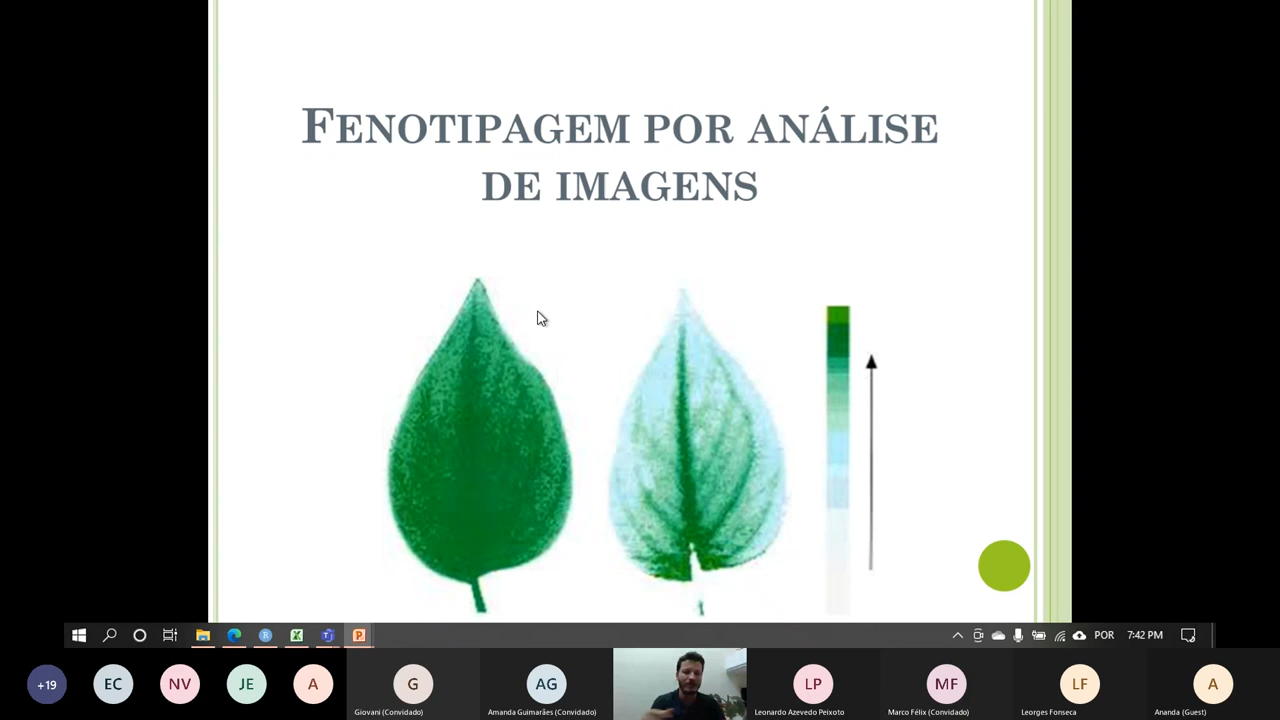 FENOTIPAGEM POR ANÁLISE
DE IMAGENS
POR
7:42 PM
+19
EC
NV
JE
A
G
AG
LP
MF
LF
A
Giovani (Convidado)
Amanda Guimarães (Convidado)
Leonardo Azevedo Peixoto
Marco Félix (Convidado)
Leorges Fonseca
Ananda (Guest)